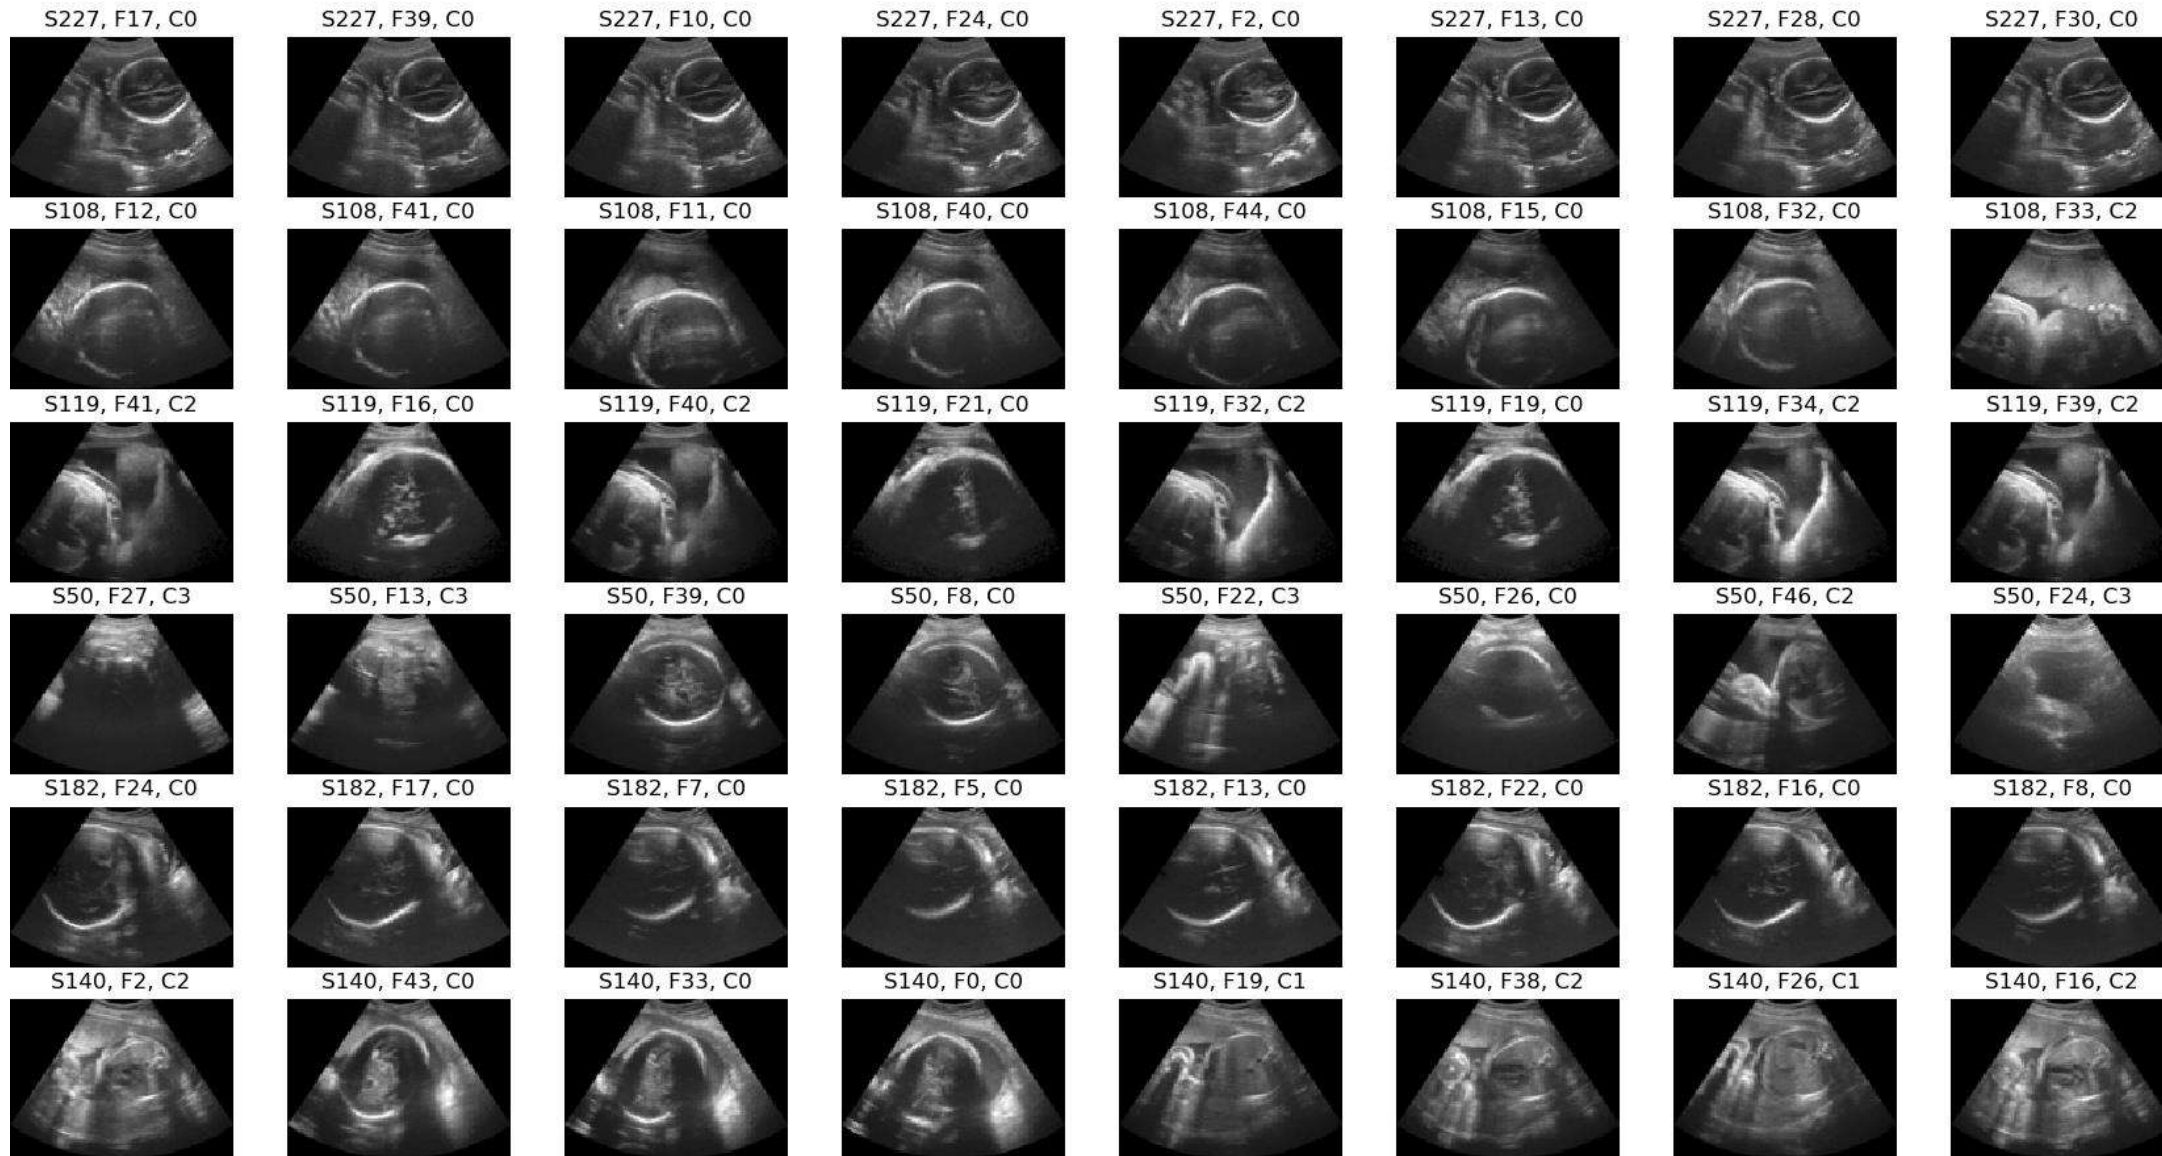 S227, F17, C0 S227, F39, C0 S227, F10, C0 S227, F24, C0 S227, F2, C0 S227, F13, C0 S227, F28, C0 S227, F30, C0
S108, F12, C0 S108, F41, C0 S108, F11, C0 S108, F40, C0 S108, F44, C0 S108, F15, C0 S108, F32, C0 S108, F33, C2
S119, F41, C2 S119, F16, C0 S119, F40, C2 S119, F21, C0 S119, F32, C2 S119, F19, C0 S119, F34, C2 S119, F39, C2
S50, F27, C3 S50, F13, C3 S50, F39, C0 S50, F8, C0 S50, F22, C3 S50, F26, C0 S50, F46, C2 S50, F24, C3
S182, F24, C0 S182, F17, C0 S182, F7, C0 S182, F5, C0 S182, F13, C0 S182, F22, C0 S182, F16, C0 S182, F8, C0
S140, F2, C2 S140, F43, C0 S140, F33, C0 S140, F0, C0 S140, F19, C1 S140, F38, C2 S140, F26, C1 S140, F16, C2